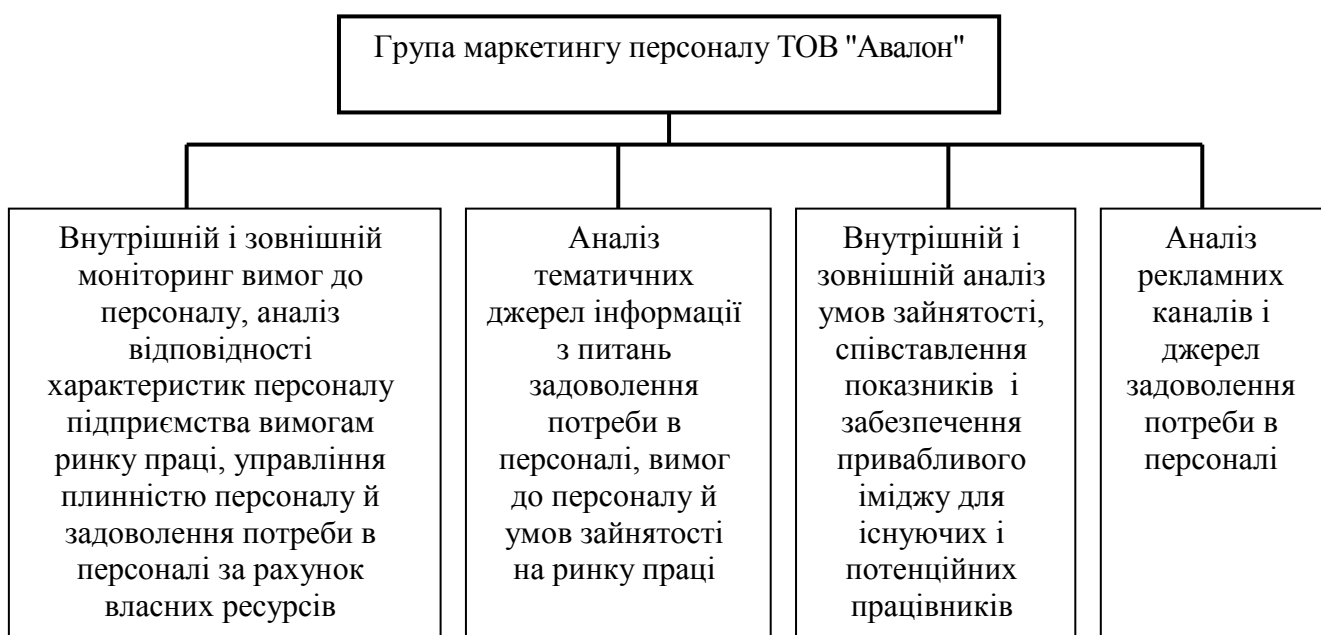 Група маркетингу персоналу ТОВ "Авалон"
Внутрішній і зовнішній
моніторинг вимог до
персоналу, аналіз
відповідності
характеристик персоналу
підприємства вимогам
ринку праці, управління
плинністю персоналу й
задоволення потреби в
персоналі за рахунок
власних ресурсів
Аналіз
тематичних
джерел інформації
з питань
задоволення
потреби в
персоналі, вимог
до персоналу й
умов зайнятості
на ринку праці
Внутрішній і
зовнішній аналіз
умов зайнятості,
співставлення
показників  і
забезпечення
привабливого
іміджу для
існуючих і
потенційних
працівників
Аналіз
рекламних
каналів і
джерел
задоволення
потреби в
персоналі